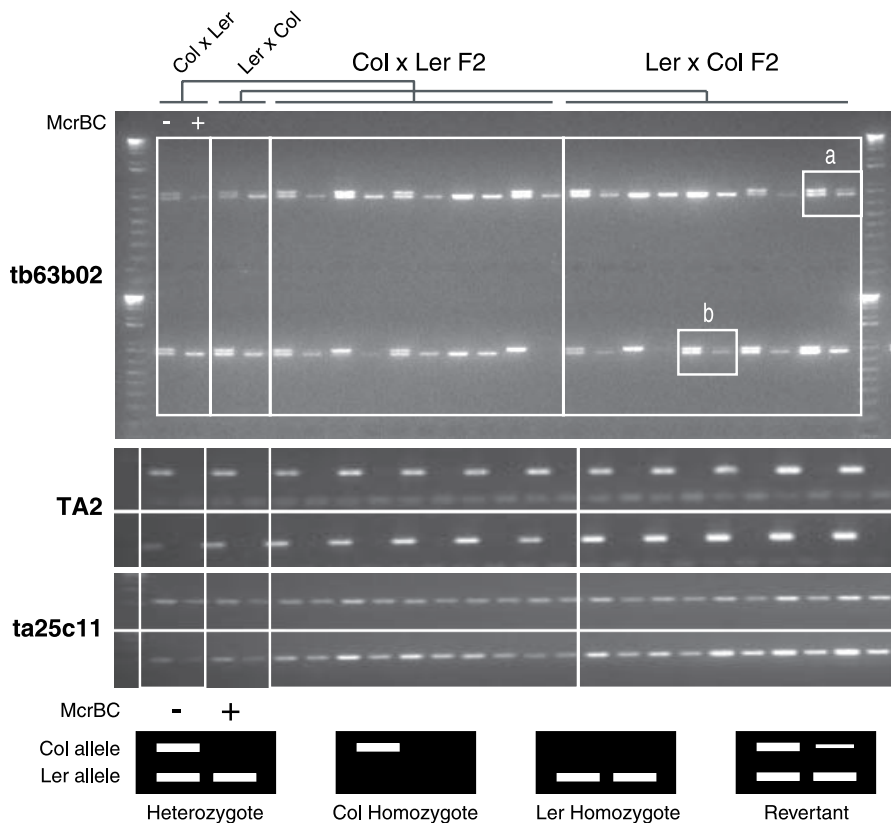 Col x Ler
Ler x Col
Col x Ler F2
Ler x Col F2
McrBC
- +
a
tb63b02
b
TA2
ta25c11
McrBC - +
Col allele
Ler allele
Heterozygote
Col Homozygote
Ler Homozygote
Revertant